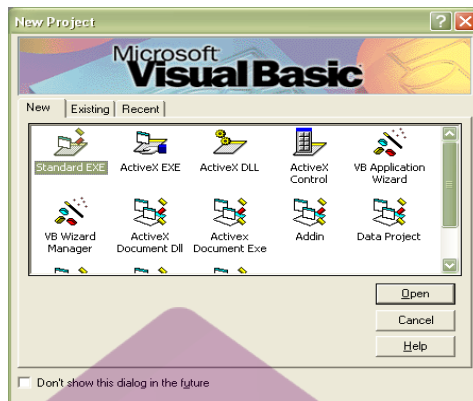 New Project
Microsoft
Visual Basic
New Existing Recent
Standard EXE ActiveX EXE ActiveX DLL ActiveX Control VB Application Wizard
VB Wizard Manager ActiveX Document Dll Activex Document Exe Addin Data Project
Open
Cancel
Help
Don't show this dialog in the future